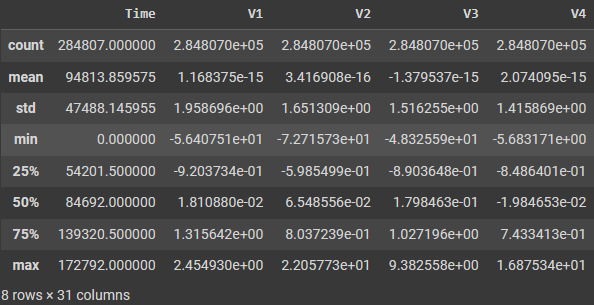 Time V1 V2 V3 V4
count 284807.000000 2.848070e+05 2.848070e+05 2.848070e+05 2.848070e+05
mean 94813.859575 1.168375e-15 3.416908e-16 -1.379537e-15 2.074095e-15
std 47488.145955 1.958696e+00 1.651309e+00 1.516255e+00 1.415869e+00
min 0.000000 -5.640751e+01 -7.271573e+01 -4.832559e+01 -5.683171e+00
25% 54201.500000 -9.203734e-01 -5.985499e-01 -8.903648e-01 -8.486401e-01
50% 84692.000000 1.810880e-02 6.548556e-02 1.798463e-01 -1.984653e-02
75% 139320.500000 1.315642e+00 8.037239e-01 1.027196e+00 7.433413e-01
max 172792.000000 2.454930e+00 2.205773e+01 9.382558e+00 1.687534e+01
8 rows × 31 columns